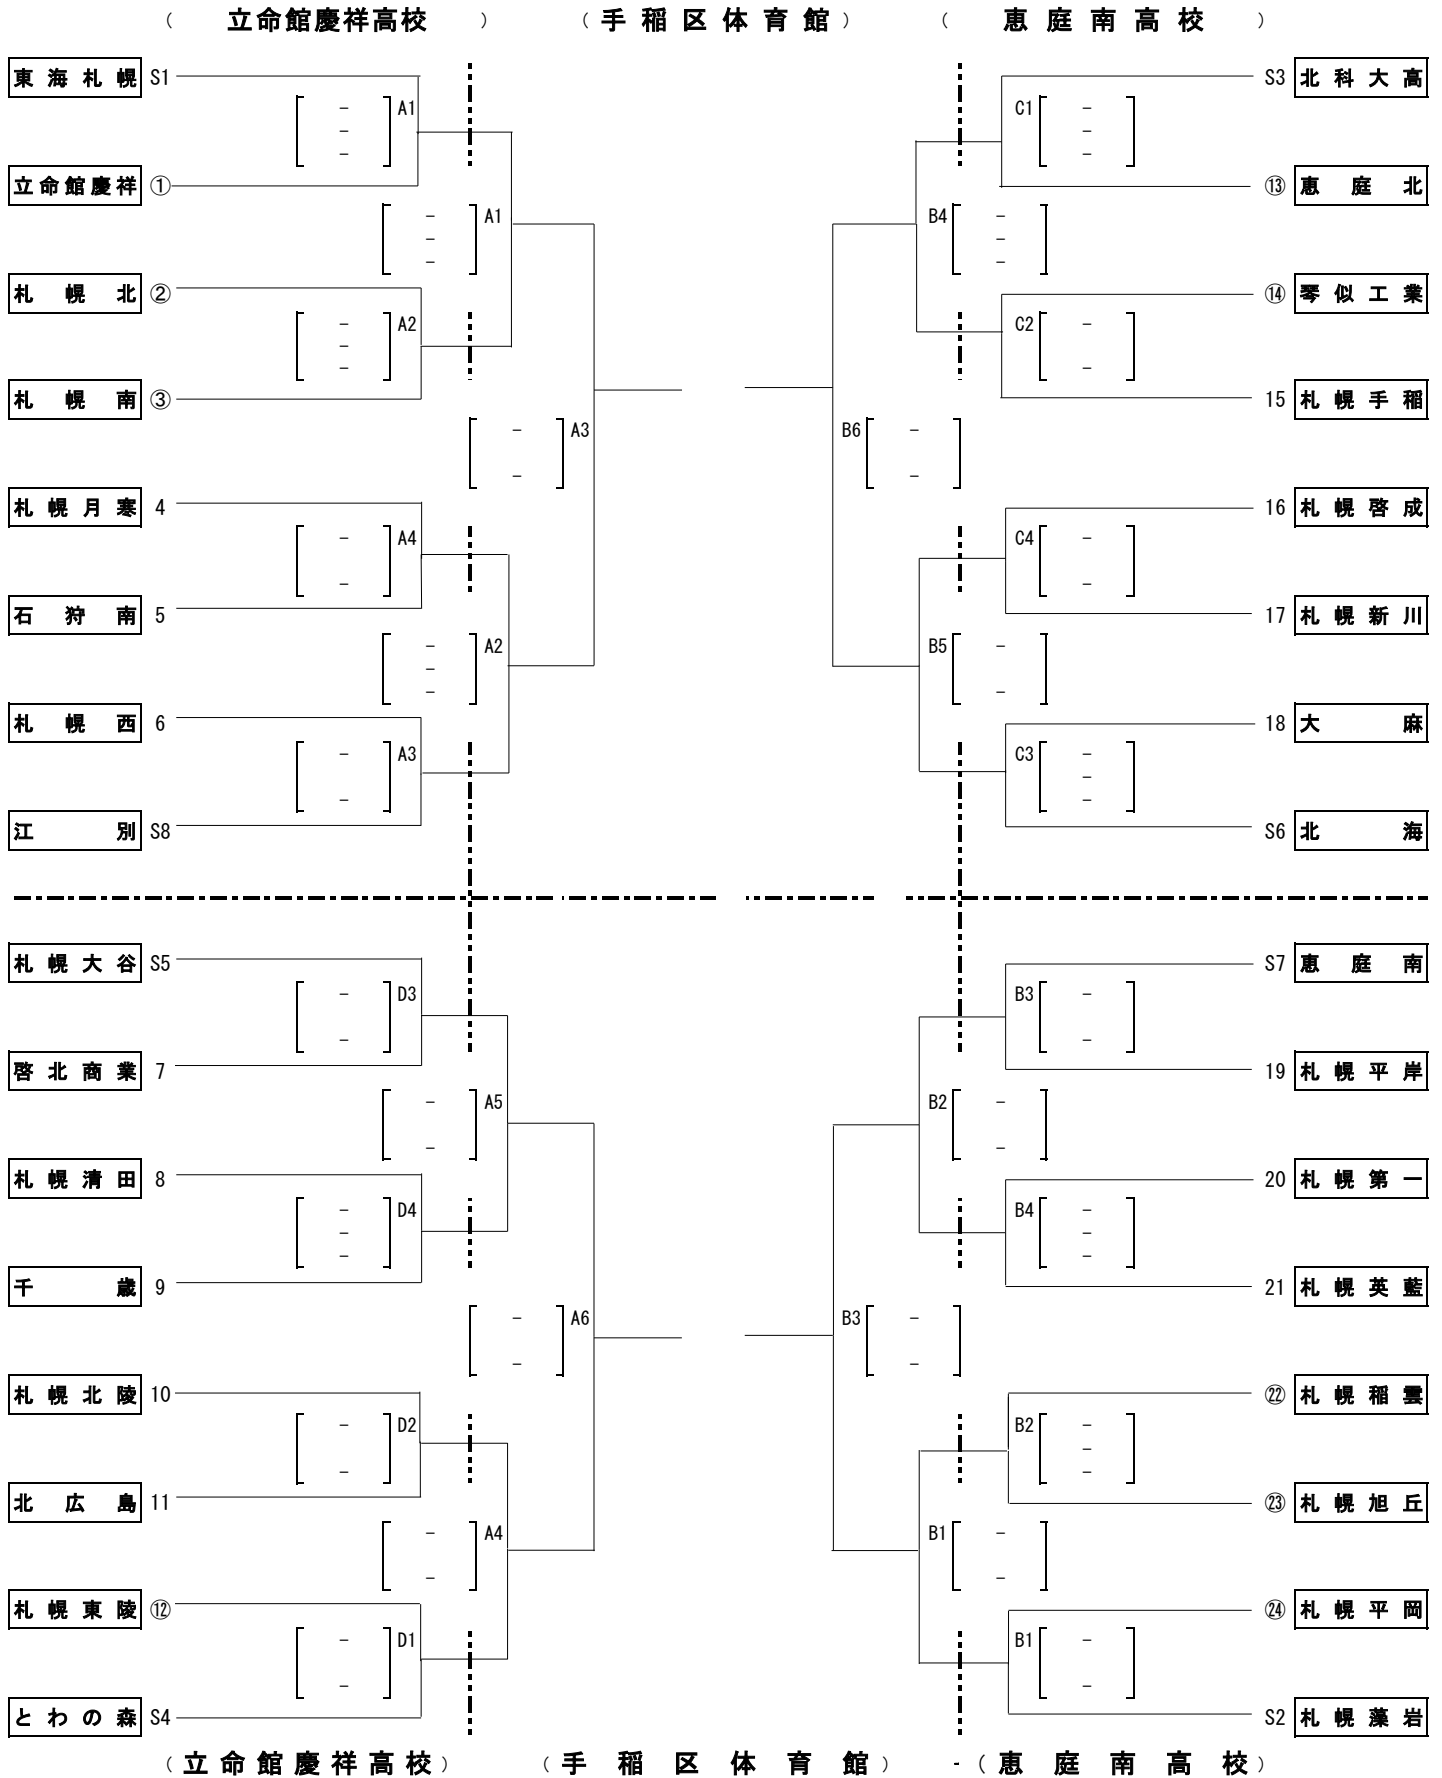 （ 立命館慶祥高校 ） （ 手稲区体育館 ） （ 恵庭南高校 ）
東海札幌 S1 S3 北科大高
[ - - - ] A1 C1 [ - - - ]
立命館慶祥 ① ⑬ 恵庭北
[ - - - ] A1 B4 [ - - - ]
札幌北 ② ⑭ 琴似工業
[ - - - ] A2 C2 [ - - ]
札幌南 ③ 15 札幌手稲
[ - - ] A3 B6 [ - - ]
札幌月寒 4 16 札幌啓成
[ - - ] A4 C4 [ - - ]
石狩南 5 17 札幌新川
[ - - - ] A2 B5 [ - - ]
札幌西 6 18 大麻
[ - - ] A3 C3 [ - - - ]
江別 S8 S6 北海
札幌大谷 S5 S7 恵庭南
[ - - ] D3 B3 [ - - ]
啓北商業 7 19 札幌平岸
[ - - ] A5 B2 [ - - ]
札幌清田 8 20 札幌第一
[ - - - ] D4 B4 [ - - - ]
千歳 9 21 札幌英藍
[ - - ] A6 B3 [ - - ]
札幌北陵 10 ㉒ 札幌稲雲
[ - - ] D2 B2 [ - - - ]
北広島 11 ㉓ 札幌旭丘
[ - - ] A4 B1 [ - - ]
札幌東陵 ⑫ ㉔ 札幌平岡
[ - - ] D1 B1 [ - - ]
とわの森 S4 S2 札幌藻岩
（ 立命館慶祥高校 ） （ 手稲区体育館 ） -（ 恵庭南高校 ）